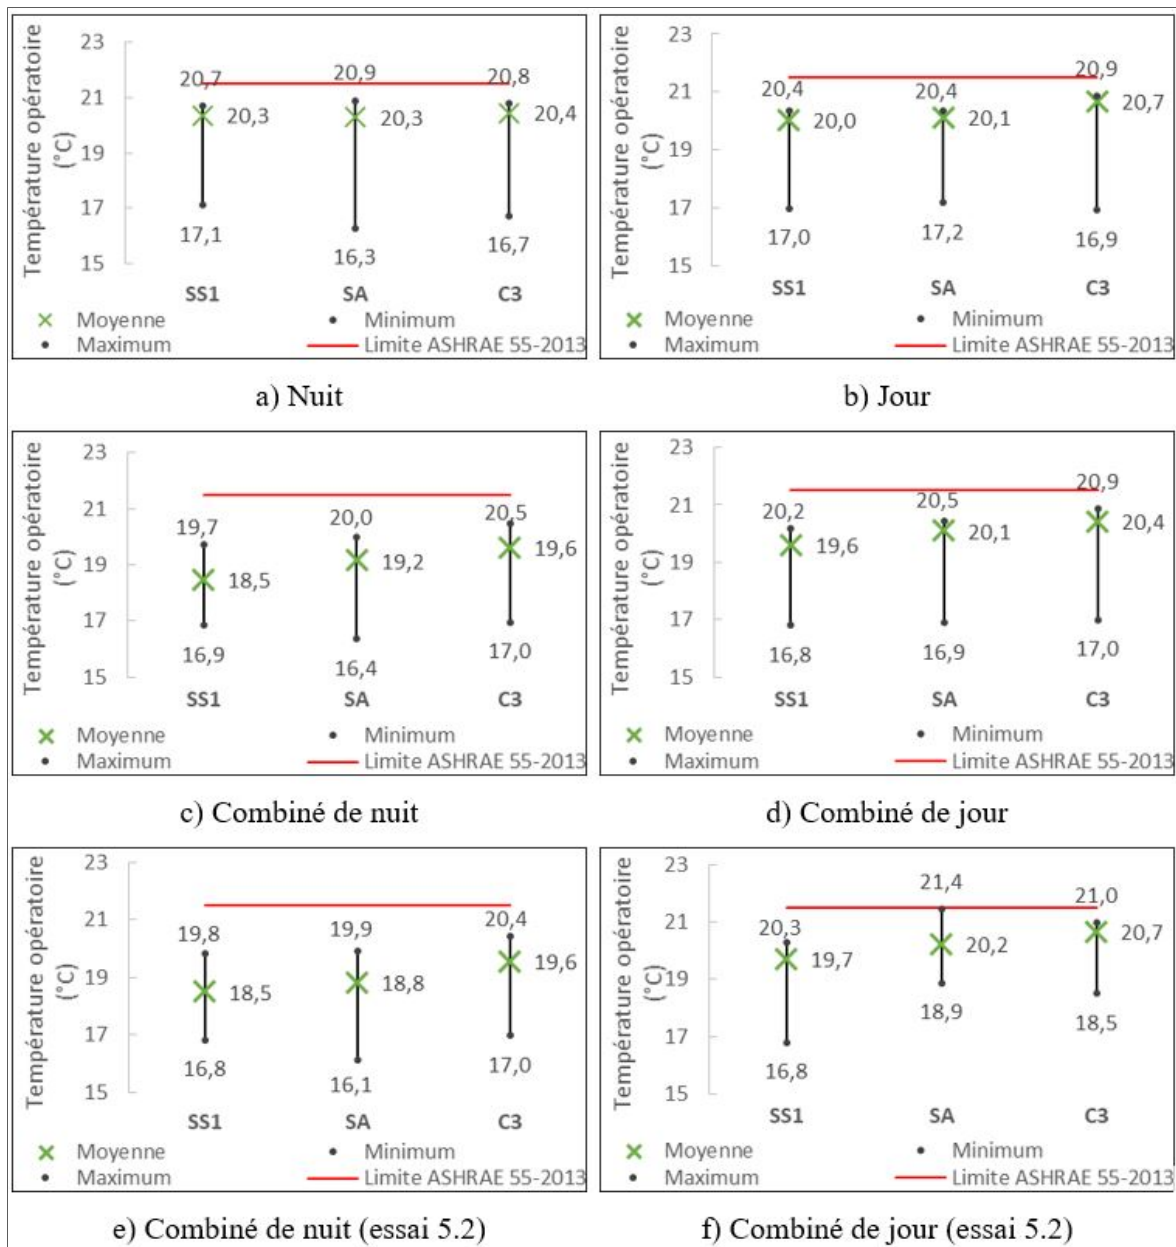 Température opératoire
(°C)
23
21
19
17
15
20,7
20,9
20,8
20,3
20,3
20,4
17,1
16,3
16,7
SS1
SA
C3
Moyenne
Minimum
Maximum
Limite ASHRAE 55-2013
a) Nuit
Température opératoire
(°C)
23
21
19
17
15
20,4
20,4
20,9
20,0
20,1
20,7
17,0
17,2
16,9
SS1
SA
C3
Moyenne
Minimum
Maximum
Limite ASHRAE 55-2013
b) Jour
Température opératoire
(°C)
23
21
19
17
15
19,7
20,0
20,5
18,5
19,2
19,6
16,9
16,4
17,0
SS1
SA
C3
Moyenne
Minimum
Maximum
Limite ASHRAE 55-2013
c) Combiné de nuit
Température opératoire
(°C)
23
21
19
17
15
20,2
20,5
20,9
19,6
20,1
20,4
16,8
16,9
17,0
SS1
SA
C3
Moyenne
Minimum
Maximum
Limite ASHRAE 55-2013
d) Combiné de jour
Température opératoire
(°C)
23
21
19
17
15
19,8
19,9
20,4
18,5
18,8
19,6
16,8
16,1
17,0
SS1
SA
C3
Moyenne
Minimum
Maximum
Limite ASHRAE 55-2013
e) Combiné de nuit (essai 5.2)
Température opératoire
(°C)
23
21
19
17
15
20,3
21,4
21,0
19,7
20,2
20,7
16,8
18,9
18,5
SS1
SA
C3
Moyenne
Minimum
Maximum
Limite ASHRAE 55-2013
f) Combiné de jour (essai 5.2)